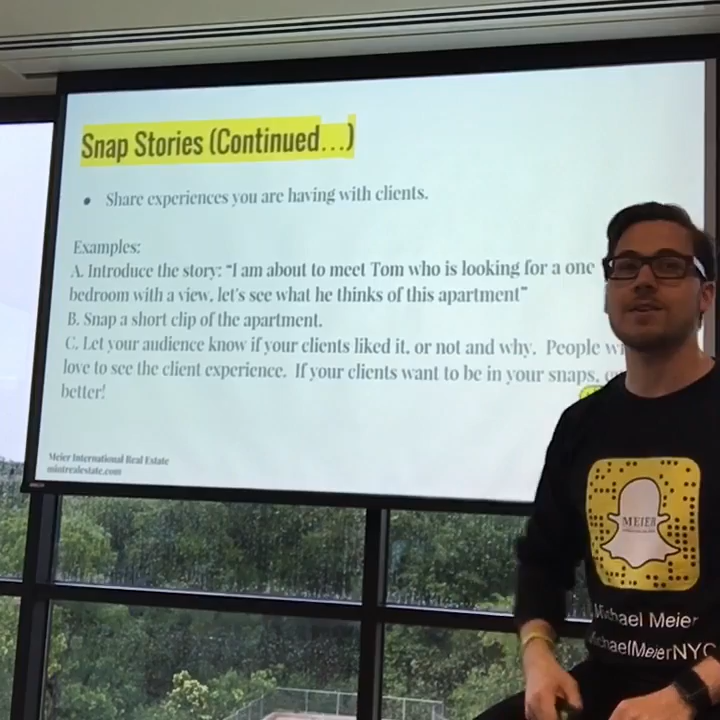 Snap Stories (Continued...)
• Share experiences you are having with clients.
Examples:
A. Introduce the story: "I am about to meet Tom who is looking for a one
bedroom with a view, let's see what he thinks of this apartment"
B. Snap a short clip of the apartment.
C. Let your audience know if your clients liked it, or not and why. People
love to see the client experience. If your clients want to be in your snaps,
better!
Meier International Real Estate
miintrealestate.com
MEIER
Michael Meier
MichaelMeierNYC